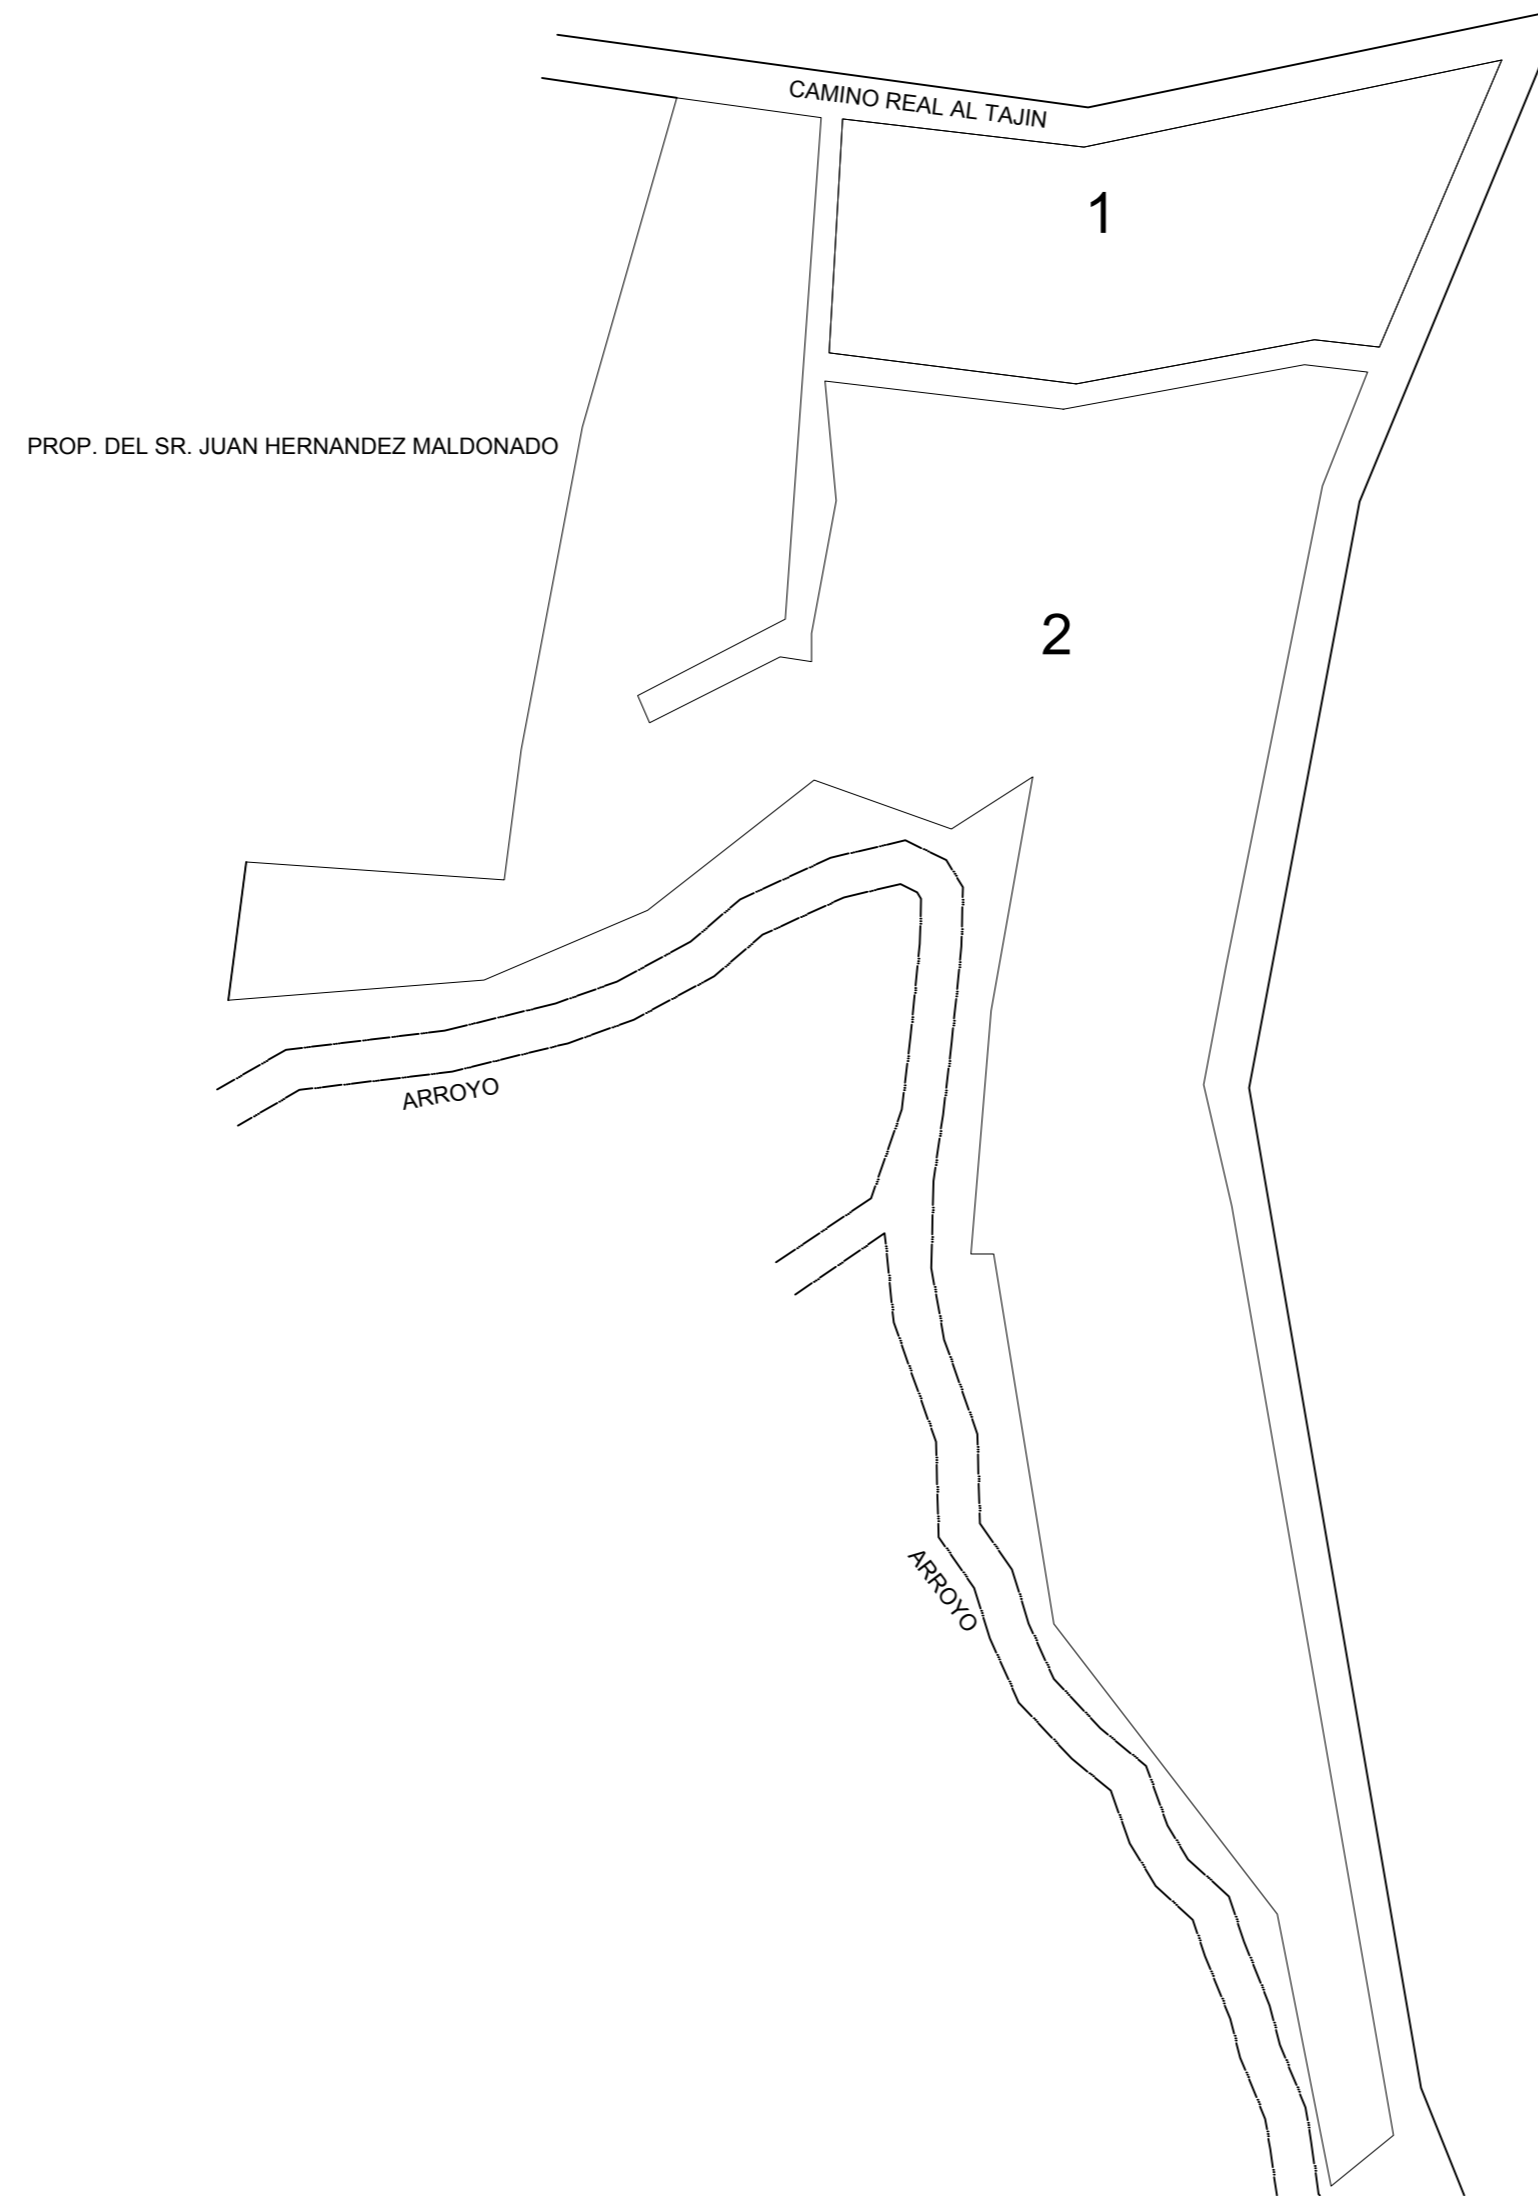 CAMINO REAL AL TAJIN
1
PROP. DEL SR. JUAN HERNANDEZ MALDONADO
2
ARROYO
ARROYO